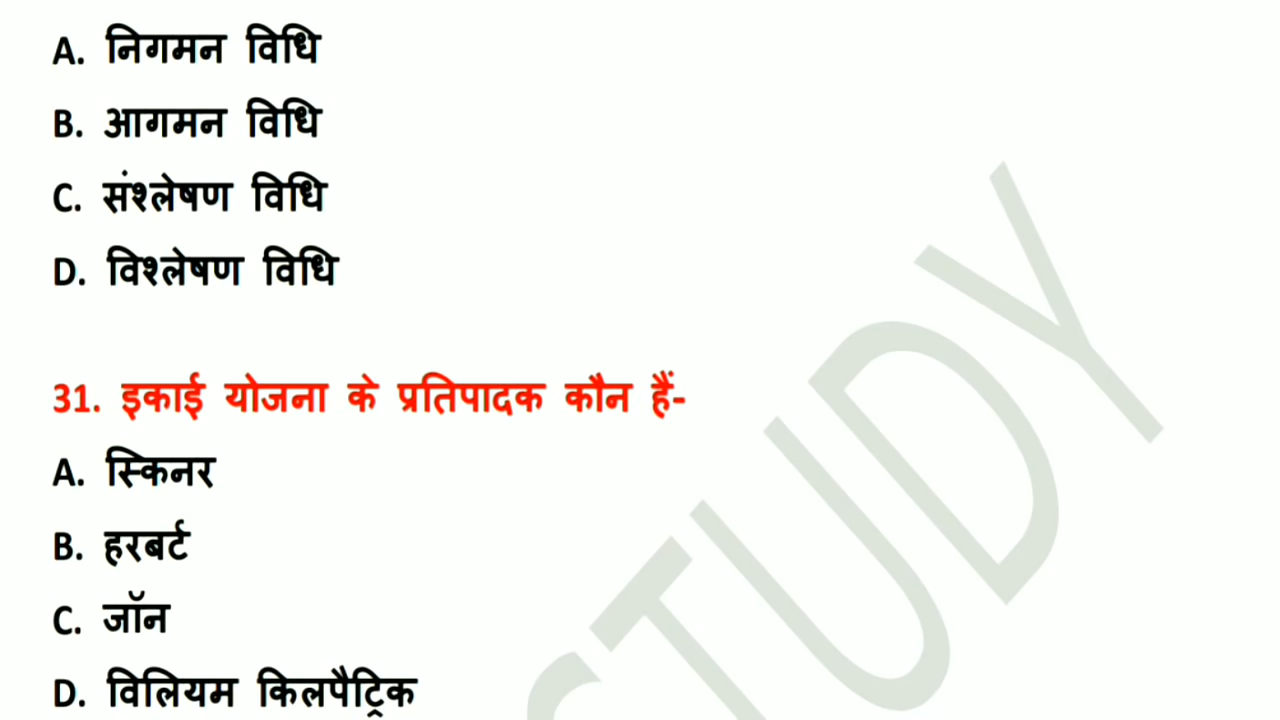 A. निगमन विधि
B. आगमन विधि
C. संश्लेषण विधि
D. विश्लेषण विधि
31. इकाई योजना के प्रतिपादक कौन हैं-
A. स्किनर
B. हरबर्ट
C. जॉन
D. विलियम किलपैट्रिक
STUDY